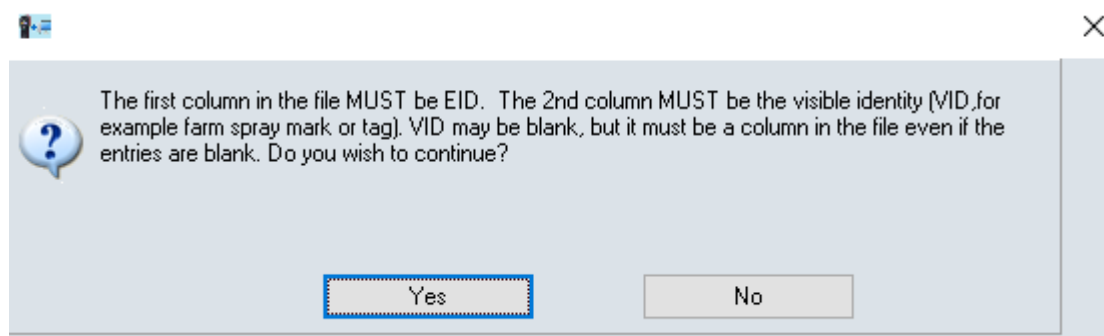 The first column in the file MUST be EID.  The 2nd column MUST be the visible identity (VID,for
example farm spray mark or tag). VID may be blank, but it must be a column in the file even if the
entries are blank. Do you wish to continue?
Yes
No